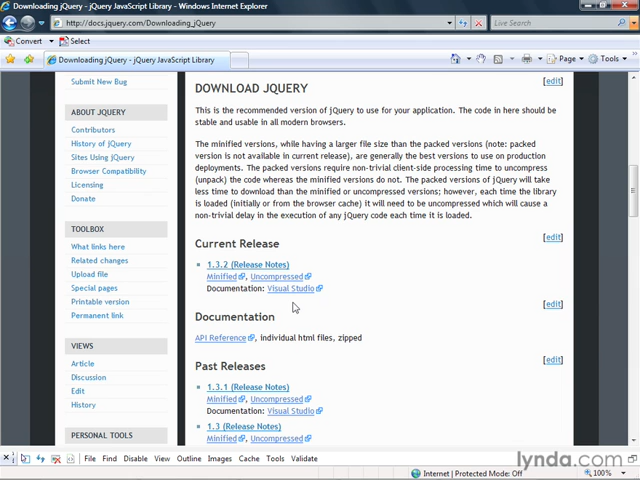 Downloading jQuery - jQuery JavaScript Library - Windows Internet Explorer
http://docs.jquery.com/Downloading_jQuery
Live Search
Convert
Select
Downloading jQuery - jQuery JavaScript Library
Page
Tools
Submit New Bug
ABOUT JQUERY
Contributors
History of jQuery
Sites Using jQuery
Browser Compatibility
Licensing
Donate
TOOLBOX
What links here
Related changes
Upload file
Special pages
Printable version
Permanent link
VIEWS
Article
Discussion
Edit
History
PERSONAL TOOLS
DOWNLOAD JQUERY
[edit]
This is the recommended version of jQuery to use for your application. The code in here should be
stable and usable in all modern browsers.
The minified versions, while having a larger file size than the packed versions (note: packed
version is not available in current release), are generally the best versions to use on production
deployments. The packed versions require non-trivial client-side processing time to uncompress
(unpack) the code whereas the minified versions do not. The packed versions of jQuery will take
less time to download than the minified or uncompressed versions; however, each time the library
is loaded (initially or from the browser cache) it will need to be uncompressed which will cause a
non-trivial delay in the execution of any jQuery code each time it is loaded.
Current Release
[edit]
1.3.2 (Release Notes)
Minified, Uncompressed
Documentation: Visual Studio
Documentation
[edit]
API Reference, individual html files, zipped
Past Releases
[edit]
1.3.1 (Release Notes)
Minified, Uncompressed
Documentation: Visual Studio
1.3 (Release Notes)
Minified, Uncompressed
File Find Disable View Outline Images Cache Tools Validate
lynda.com
Internet | Protected Mode: Off
100%